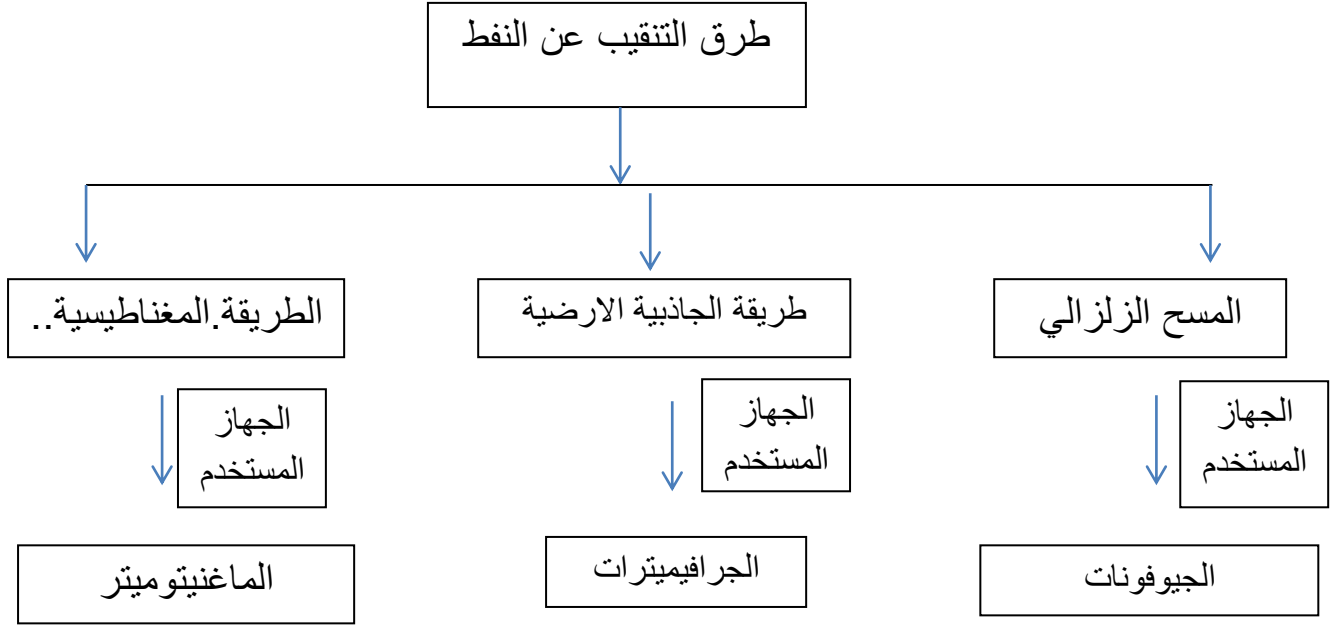 طرق التنقيب عن النفط
المسح الزلزالي
طريقة الجاذبية الارضية
الطريقة.المغناطيسية..
الجهاز
المستخدم
الجهاز
المستخدم
الجهاز
المستخدم
الجيوفونات
الجرافيميترات
الماغنيتوميتر